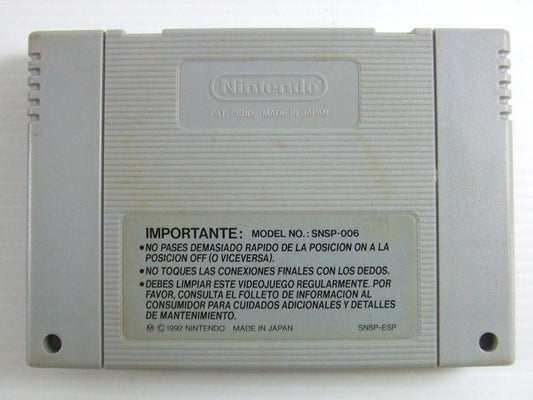 Nintendo
PAT. PEND. MADE IN JAPAN
IMPORTANTE: MODEL NO.: SNSP-006
•NO PASES DEMASIADO RAPIDO DE LA POSICION ON A LA
POSICION OFF (O VICEVERSA).
•NO TOQUES LAS CONEXIONES FINALES CON LOS DEDOS.
•DEBES LIMPIAR ESTE VIDEOJUEGO REGULARMENTE. POR
FAVOR, CONSULTA EL FOLLETO DE INFORMACION AL
CONSUMIDOR PARA CUIDADOS ADICIONALES Y DETALLES
DE MANTENIMIENTO.
Ⓜ ©1992 NINTENDO MADE IN JAPAN SNSP-ESP